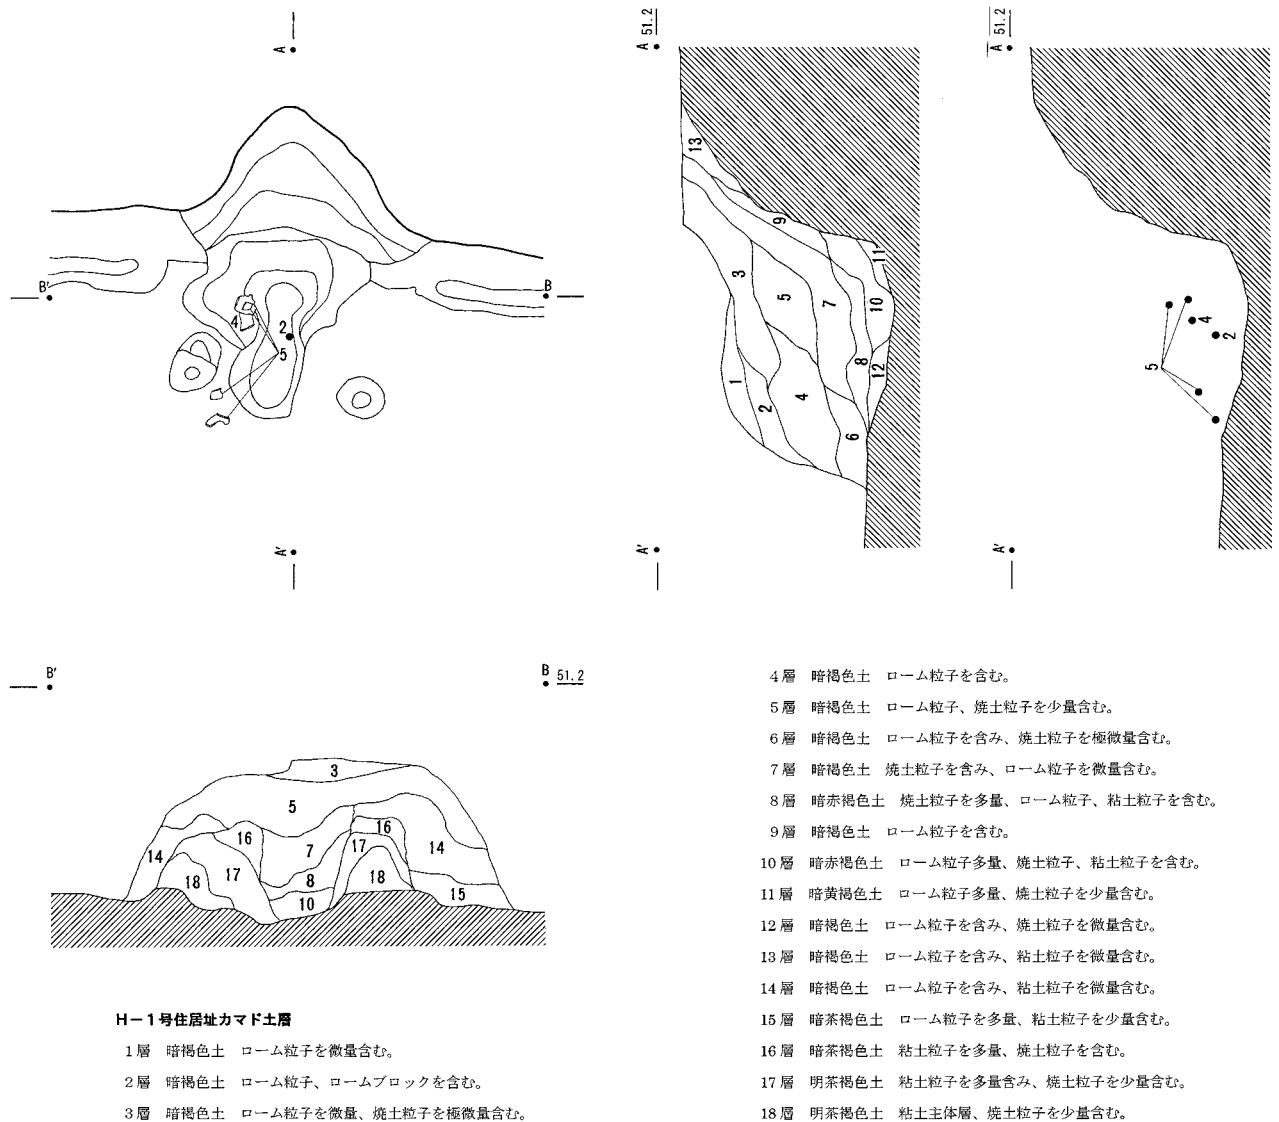 A
B'
B
4
2
5
A'
A 51.2
13
9
11
3
5
7
10
8
12
1
2
4
6
A'
A 51.2
4
2
5
A'
B'
B 51.2
3
5
16
16
14
7
17
14
17
18
8
18
15
10
H－1号住居址カマド土層
1層　暗褐色土　ローム粒子を微量含む。
2層　暗褐色土　ローム粒子、ロームブロックを含む。
3層　暗褐色土　ローム粒子を微量、焼土粒子を極微量含む。
4層　暗褐色土　ローム粒子を含む。
5層　暗褐色土　ローム粒子、焼土粒子を少量含む。
6層　暗褐色土　ローム粒子を含み、焼土粒子を極微量含む。
7層　暗褐色土　焼土粒子を含み、ローム粒子を微量含む。
8層　暗赤褐色土　焼土粒子を多量、ローム粒子、粘土粒子を含む。
9層　暗褐色土　ローム粒子を含む。
10層　暗赤褐色土　ローム粒子多量、焼土粒子、粘土粒子を含む。
11層　暗黄褐色土　ローム粒子多量、焼土粒子を少量含む。
12層　暗褐色土　ローム粒子を含み、焼土粒子を微量含む。
13層　暗褐色土　ローム粒子を含み、粘土粒子を微量含む。
14層　暗褐色土　ローム粒子を含み、粘土粒子を微量含む。
15層　暗茶褐色土　ローム粒子を多量、粘土粒子を少量含む。
16層　暗茶褐色土　粘土粒子を多量、焼土粒子を含む。
17層　明茶褐色土　粘土粒子を多量含み、焼土粒子を少量含む。
18層　明茶褐色土　粘土主体層、焼土粒子を少量含む。